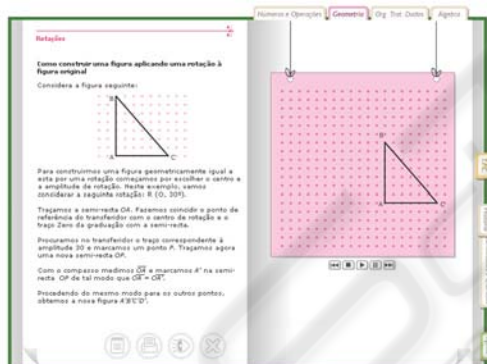 Números e Operações
Geometria
Org. Trat. Dados
Álgebra
Rotações
Como construir uma figura aplicando uma rotação à
figura original
Considera a figura seguinte:
B
A
C
Para construirmos uma figura geometricamente igual a
esta por uma rotação começamos por escolher o centro e
a amplitude de rotação. Neste exemplo, vamos
considerar a seguinte rotação: R (O, 30º).
Traçamos a semi-recta OA. Fazemos coincidir o ponto de
referência do transferidor com o centro de rotação e o
traço Zero da graduação com a semi-recta.
Procuramos no transferidor o traço correspondente à
amplitude 30 e marcamos um ponto P. Traçamos agora
uma nova semi-recta OP.
Com o compasso medimos OA e marcamos A' na semi-
recta OP de tal modo que OA = OA'.
Procedendo do mesmo modo para os outros pontos,
obtemos a nova figura A'B'C'D'.
B'
A'
C'